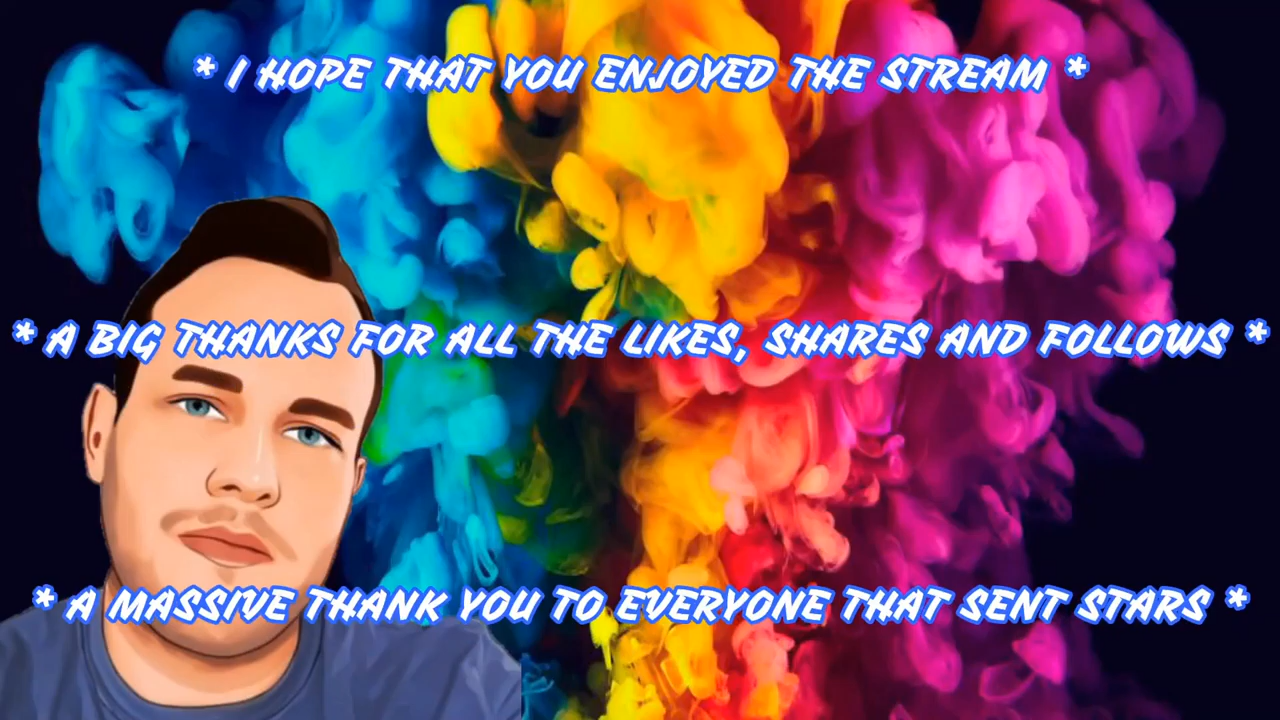 * I HOPE THAT YOU ENJOYED THE STREAM *
* A BIG THANKS FOR ALL THE LIKES, SHARES AND FOLLOWS *
* A MASSIVE THANK YOU TO EVERYONE THAT SENT STARS *